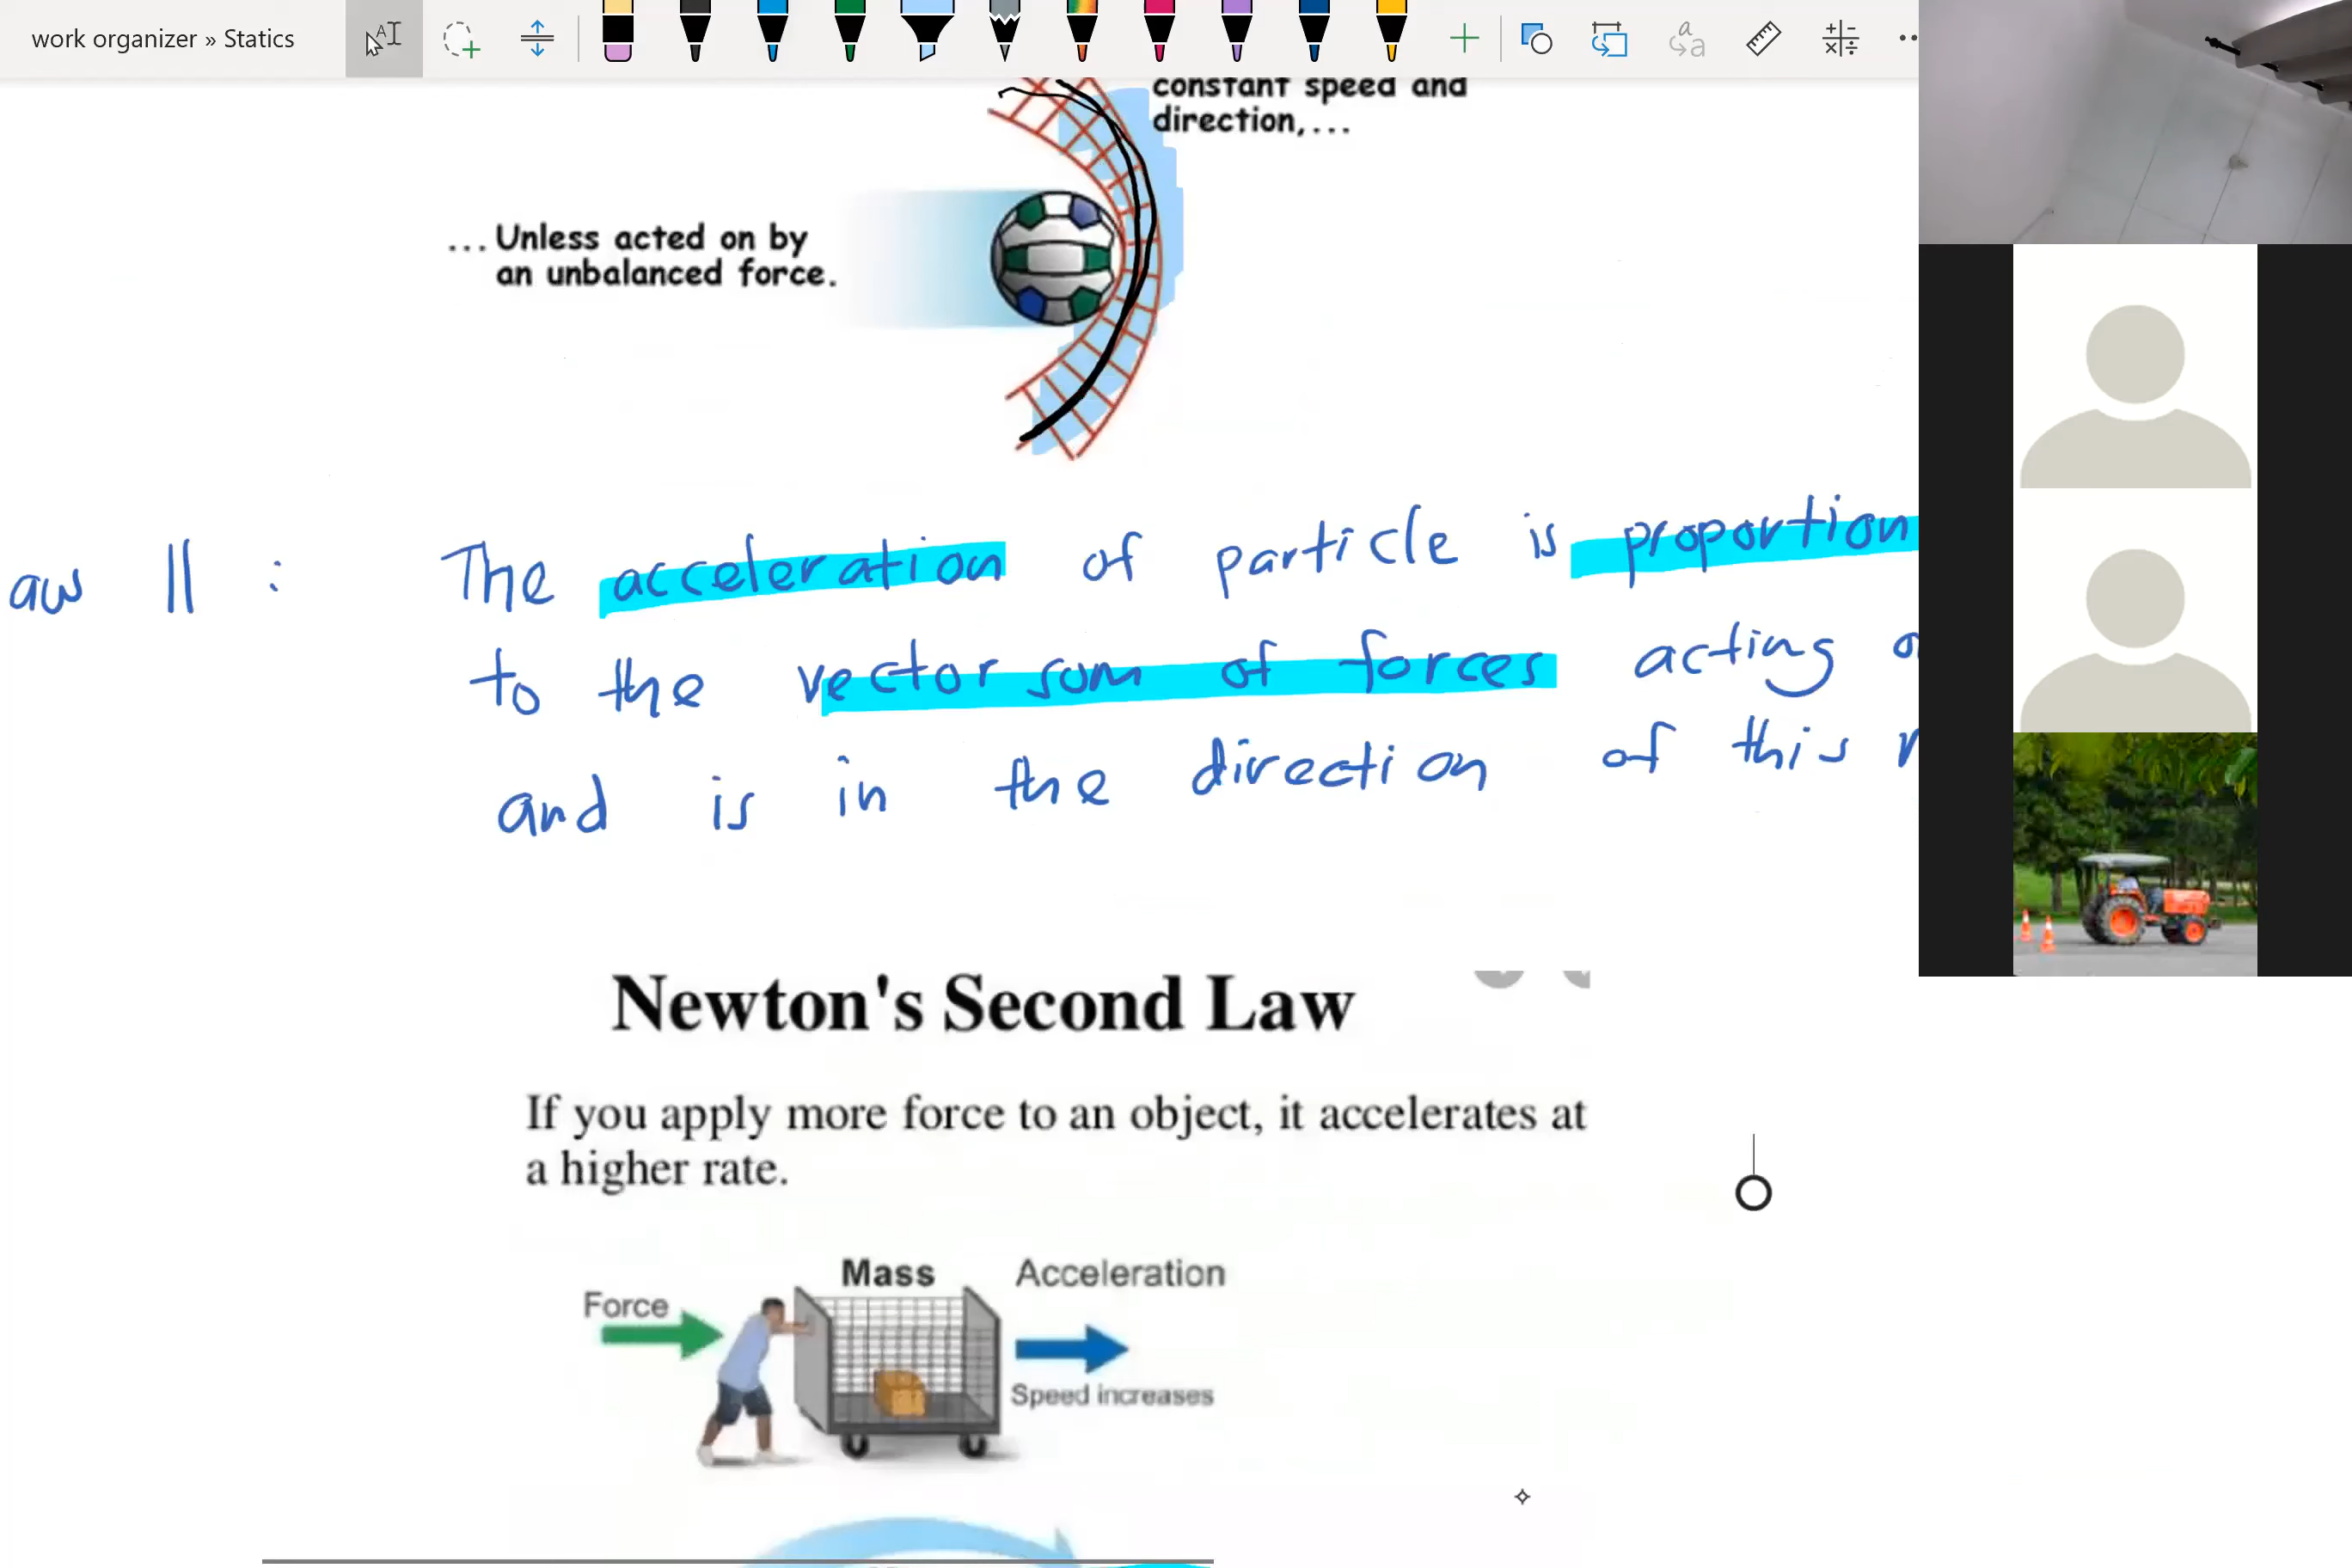 work organizer » Statics
constant speed and
direction,...
... Unless acted on by
an unbalanced force.
aw II : The acceleration of particle is proportion
to the vector sum of forces acting o
and is in the direction of this r
Newton's Second Law
If you apply more force to an object, it accelerates at
a higher rate.
Mass Acceleration
Force
Speed increases